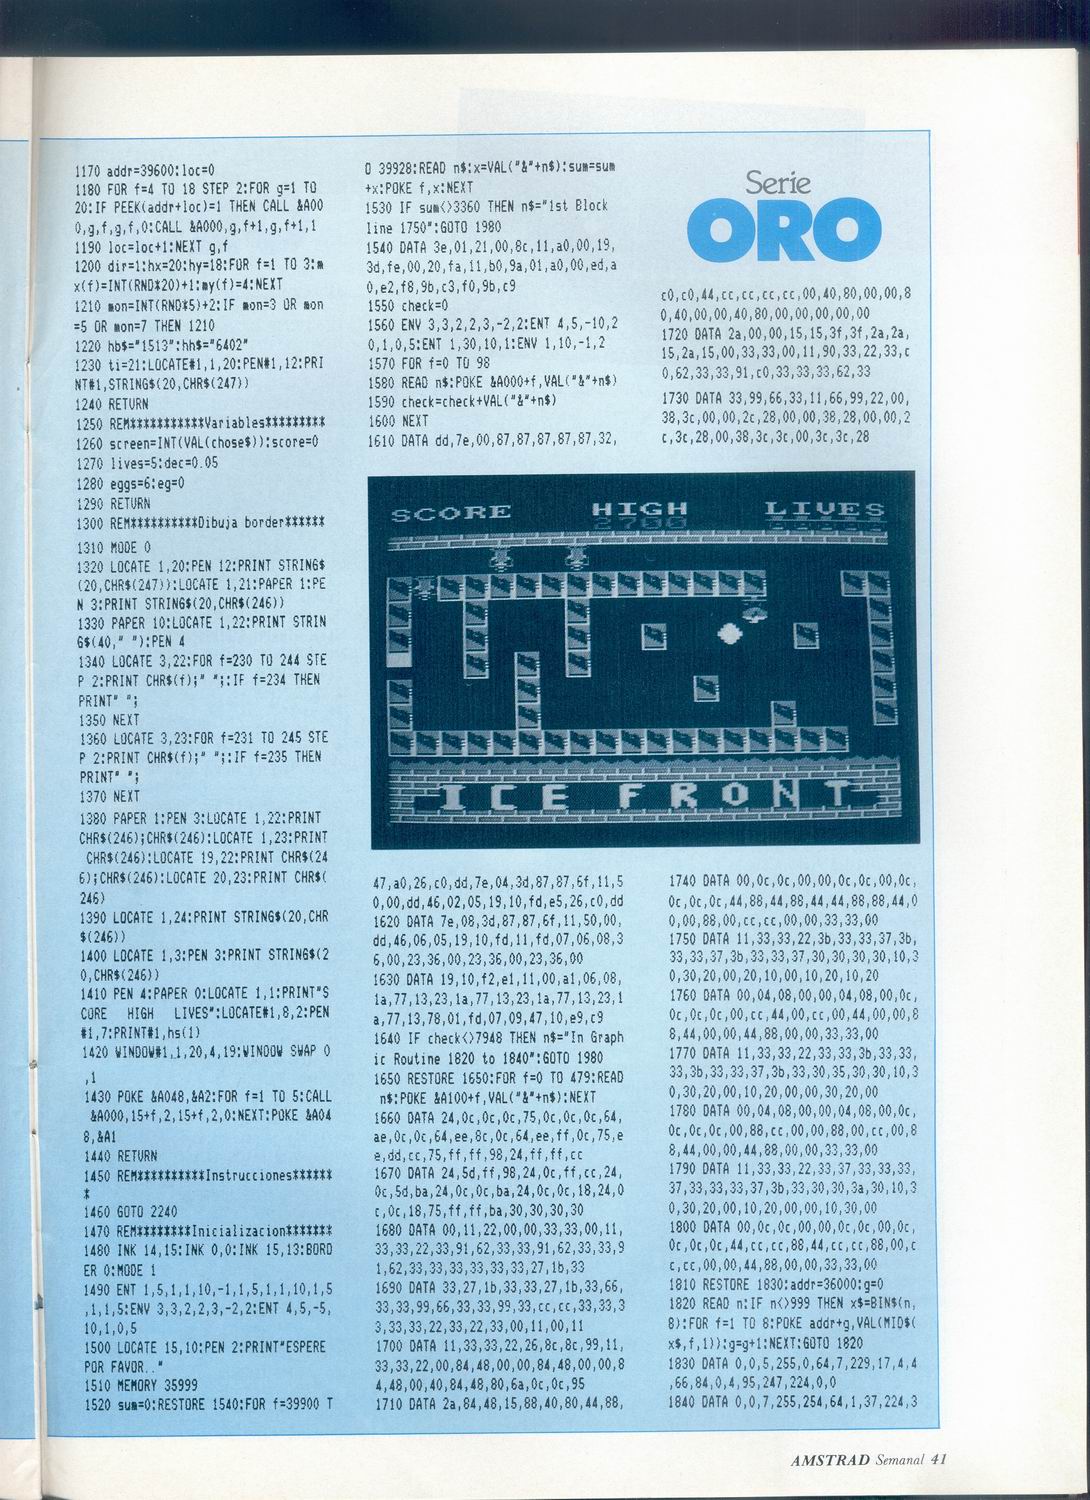 1170 addr=39600:loc=0
1180 FOR f=4 TO 18 STEP 2:FOR g=1 TO
20:IF PEEK(addr+loc)=1 THEN CALL &A00
0,g,f,g,f,0:CALL &A000,g,f+1,g,f+1,1
1190 loc=loc+1:NEXT g,f
1200 dir=1:hx=20:hy=18:FOR f=1 TO 3:m
x(f)=INT(RND*20)+1:my(f)=4:NEXT
1210 mon=INT(RND*5)+2:IF mon=3 OR mon
=5 OR mon=7 THEN 1210
1220 hb$="1513":hh$="6402"
1230 ti=21:LOCATE#1,1,20:PEN#1,12:PRI
NT#1,STRING$(20,CHR$(247))
1240 RETURN
1250 REM***********Variables*********
1260 screen=INT(VAL(chose$)):score=0
1270 lives=5:dec=0.05
1280 eggs=6:eg=0
1290 RETURN
1300 REM**********Dibuja border******
1310 MODE 0
1320 LOCATE 1,20:PEN 12:PRINT STRING$
(20,CHR$(247)):LOCATE 1,21:PAPER 1:PE
N 3:PRINT STRING$(20,CHR$(246))
1330 PAPER 10:LOCATE 1,22:PRINT STRIN
G$(40," "):PEN 4
1340 LOCATE 3,22:FOR f=230 TO 244 STE
P 2:PRINT CHR$(f);" ";:IF f=234 THEN
PRINT" ";
1350 NEXT
1360 LOCATE 3,23:FOR f=231 TO 245 STE
P 2:PRINT CHR$(f);" ";:IF f=235 THEN
PRINT" ";
1370 NEXT
1380 PAPER 1:PEN 3:LOCATE 1,22:PRINT
CHR$(246);CHR$(246):LOCATE 1,23:PRINT
CHR$(246):LOCATE 19,22:PRINT CHR$(24
6);CHR$(246):LOCATE 20,23:PRINT CHR$(
246)
1390 LOCATE 1,24:PRINT STRING$(20,CHR
$(246))
1400 LOCATE 1,3:PEN 3:PRINT STRING$(2
0,CHR$(246))
1410 PEN 4:PAPER 0:LOCATE 1,1:PRINT"S
CORE   HIGH   LIVES":LOCATE#1,8,2:PEN
#1,7:PRINT#1,hs(1)
1420 WINDOW#1,1,20,4,19:WINDOW SWAP 0
,1
1430 POKE &A048,&A2:FOR f=1 TO 5:CALL
&A000,15+f,2,15+f,2,0:NEXT:POKE &A04
8,&A1
1440 RETURN
1450 REM**********Instrucciones******
*
1460 GOTO 2240
1470 REM********Inicializacion*******
1480 INK 14,15:INK 0,0:INK 15,13:BORD
ER 0:MODE 1
1490 ENT 1,5,1,1,10,-1,1,5,1,1,10,1,5
,1,1,5:ENV 3,3,2,2,3,-2,2:ENT 4,5,-5,
10,1,0,5
1500 LOCATE 15,10:PEN 2:PRINT"ESPERE
POR FAVOR.."
1510 MEMORY 35999
1520 sum=0:RESTORE 1540:FOR f=39900 T
O 39928:READ n$:x=VAL("&"+n$):sum=sum
+x:POKE f,x:NEXT
1530 IF sum<>3360 THEN n$="1st Block
line 1750":GOTO 1980
1540 DATA 3e,01,21,00,8c,11,a0,00,19,
3d,fe,00,20,fa,11,b0,9a,01,a0,00,ed,a
0,e2,f8,9b,c3,f0,9b,c9
1550 check=0
1560 ENV 3,3,2,2,3,-2,2:ENT 4,5,-10,2
0,1,0,5:ENT 1,30,10,1:ENV 1,10,-1,2
1570 FOR f=0 TO 98
1580 READ n$:POKE &A000+f,VAL("&"+n$)
1590 check=check+VAL("&"+n$)
1600 NEXT
1610 DATA dd,7e,00,87,87,87,87,87,32,
47,a0,26,c0,dd,7e,04,3d,87,87,6f,11,5
0,00,dd,46,02,05,19,10,fd,e5,26,c0,dd
1620 DATA 7e,08,3d,87,87,6f,11,50,00,
dd,46,06,05,19,10,fd,11,fd,07,06,08,3
6,00,23,36,00,23,36,00,23,36,00
1630 DATA 19,10,f2,e1,11,00,a1,06,08,
1a,77,13,23,1a,77,13,23,1a,77,13,23,1
a,77,13,78,01,fd,07,09,47,10,e9,c9
1640 IF check<>7948 THEN n$="In Graph
ic Routine 1820 to 1840":GOTO 1980
1650 RESTORE 1650:FOR f=0 TO 479:READ
n$:POKE &A100+f,VAL("&"+n$):NEXT
1660 DATA 24,0c,0c,0c,75,0c,0c,0c,64,
ae,0c,0c,64,ee,8c,0c,64,ee,ff,0c,75,e
e,dd,cc,75,ff,ff,98,24,ff,ff,cc
1670 DATA 24,5d,ff,98,24,0c,ff,cc,24,
0c,5d,ba,24,0c,0c,ba,24,0c,0c,18,24,0
c,0c,18,75,ff,ff,ba,30,30,30,30
1680 DATA 00,11,22,00,00,33,33,00,11,
33,33,22,33,91,62,33,33,91,62,33,33,9
1,62,33,33,33,33,33,33,27,1b,33
1690 DATA 33,27,1b,33,33,27,1b,33,66,
33,33,99,66,33,33,99,33,cc,cc,33,33,3
3,33,33,22,33,22,33,00,11,00,11
1700 DATA 11,33,33,22,26,8c,8c,99,11,
33,33,22,00,84,48,00,00,84,48,00,00,8
4,48,00,40,84,48,80,6a,0c,0c,95
1710 DATA 2a,84,48,15,88,40,80,44,88,
Serie
ORO
c0,c0,44,cc,cc,cc,cc,00,40,80,00,00,8
0,40,00,00,40,80,00,00,00,00,00
1720 DATA 2a,00,00,15,15,3f,3f,2a,2a,
15,2a,15,00,33,33,00,11,90,33,22,33,c
0,62,33,33,91,c0,33,33,33,62,33
1730 DATA 33,99,66,33,11,66,99,22,00,
38,3c,00,00,2c,28,00,00,38,28,00,00,2
c,3c,28,00,38,3c,3c,00,3c,3c,28
SCORE HIGH LIVES
2700
ICE FRONT
1740 DATA 00,0c,0c,00,00,0c,0c,00,0c,
0c,0c,0c,44,88,44,88,44,44,88,88,44,0
0,00,88,00,cc,cc,00,00,33,33,00
1750 DATA 11,33,33,22,3b,33,33,37,3b,
33,33,37,3b,33,33,37,30,30,30,30,10,3
0,30,20,00,20,10,00,10,20,10,20
1760 DATA 00,04,08,00,00,04,08,00,0c,
0c,0c,0c,00,cc,44,00,cc,00,44,00,00,8
8,44,00,00,44,88,00,00,33,33,00
1770 DATA 11,33,33,22,33,33,3b,33,33,
33,3b,33,33,37,3b,33,30,35,30,30,10,3
0,30,20,00,10,20,00,00,30,20,00
1780 DATA 00,04,08,00,00,04,08,00,0c,
0c,0c,0c,00,88,cc,00,00,88,00,cc,00,8
8,44,00,00,44,88,00,00,33,33,00
1790 DATA 11,33,33,22,33,37,33,33,33,
37,33,33,33,37,3b,33,30,30,3a,30,10,3
0,30,20,00,10,20,00,00,10,30,00
1800 DATA 00,0c,0c,00,00,0c,0c,00,0c,
0c,0c,0c,44,cc,cc,88,44,cc,cc,88,00,c
c,cc,00,00,44,88,00,00,33,33,00
1810 RESTORE 1830:addr=36000:g=0
1820 READ n:IF n<>999 THEN x$=BIN$(n,
8):FOR f=1 TO 8:POKE addr+g,VAL(MID$(
x$,f,1)):g=g+1:NEXT:GOTO 1820
1830 DATA 0,0,5,255,0,64,7,229,17,4,4
,66,84,0,4,95,247,224,0,0
1840 DATA 0,0,7,255,254,64,1,37,224,3
AMSTRAD Semanal 41